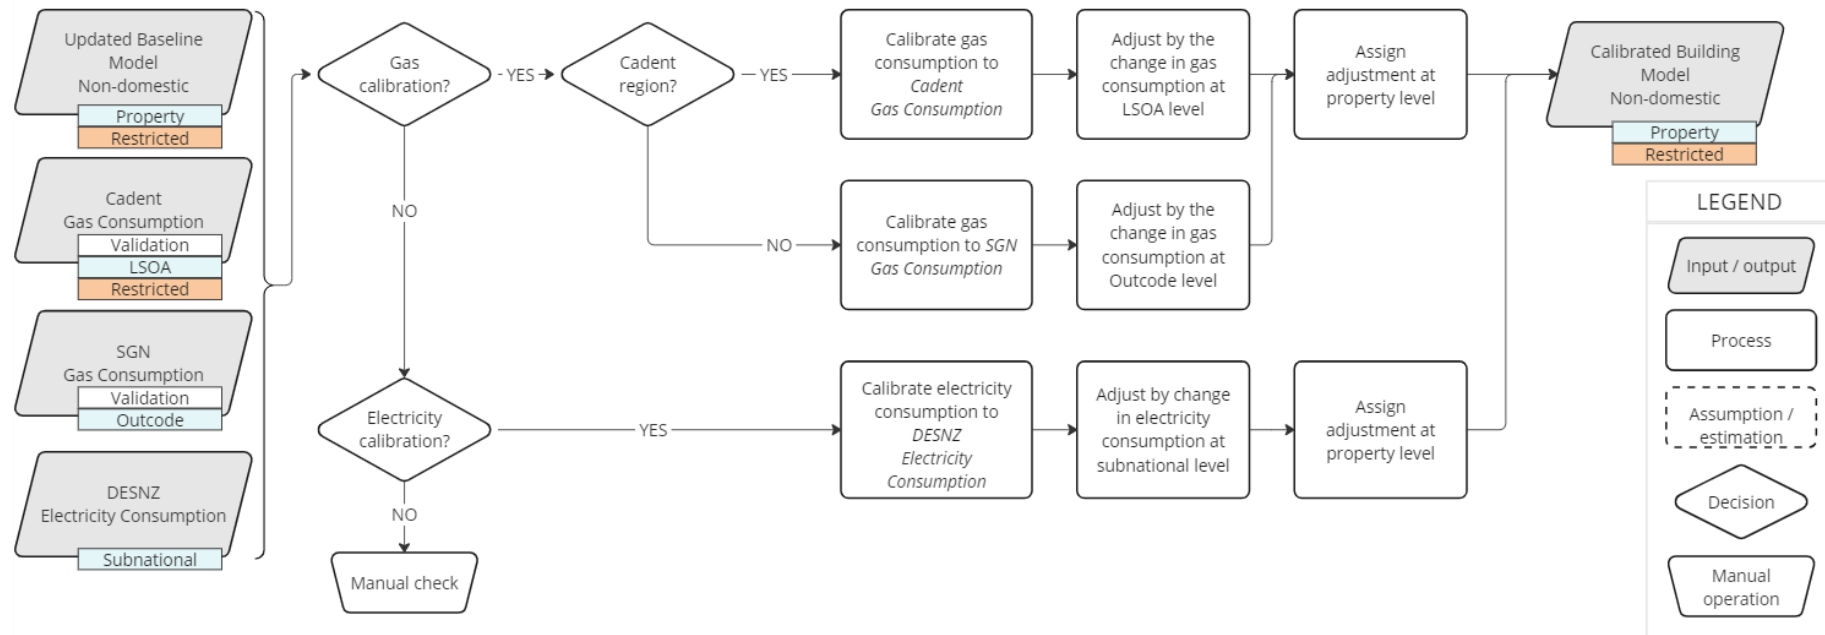 Updated Baseline
Model
Non-domestic
Property
Restricted
Cadent
Gas Consumption
Validation
LSOA
Restricted
SGN
Gas Consumption
Validation
Outcode
DESNZ
Electricity Consumption
Subnational
Gas
calibration?
YES
Cadent
region?
YES
Calibrate gas
consumption to
Cadent
Gas Consumption
Adjust by the
change in gas
consumption at
LSOA level
Assign
adjustment at
property level
Calibrated Building
Model
Non-domestic
Property
Restricted
NO
NO
Calibrate gas
consumption to SGN
Gas Consumption
Adjust by the
change in gas
consumption at
Outcode level
Electricity
calibration?
YES
Calibrate electricity
consumption to
DESNZ
Electricity
Consumption
Adjust by change
in electricity
consumption at
subnational level
Assign
adjustment at
property level
NO
Manual check
LEGEND
Input / output
Process
Assumption /
estimation
Decision
Manual
operation